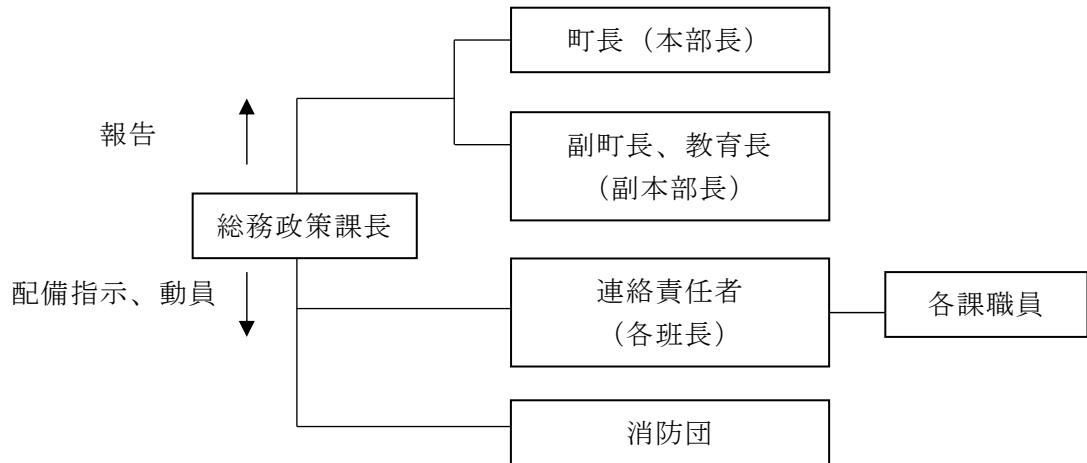 町長（本部長）
報告
副町長、教育長
（副本部長）
総務政策課長
配備指示、動員
連絡責任者
（各班長）
各課職員
消防団